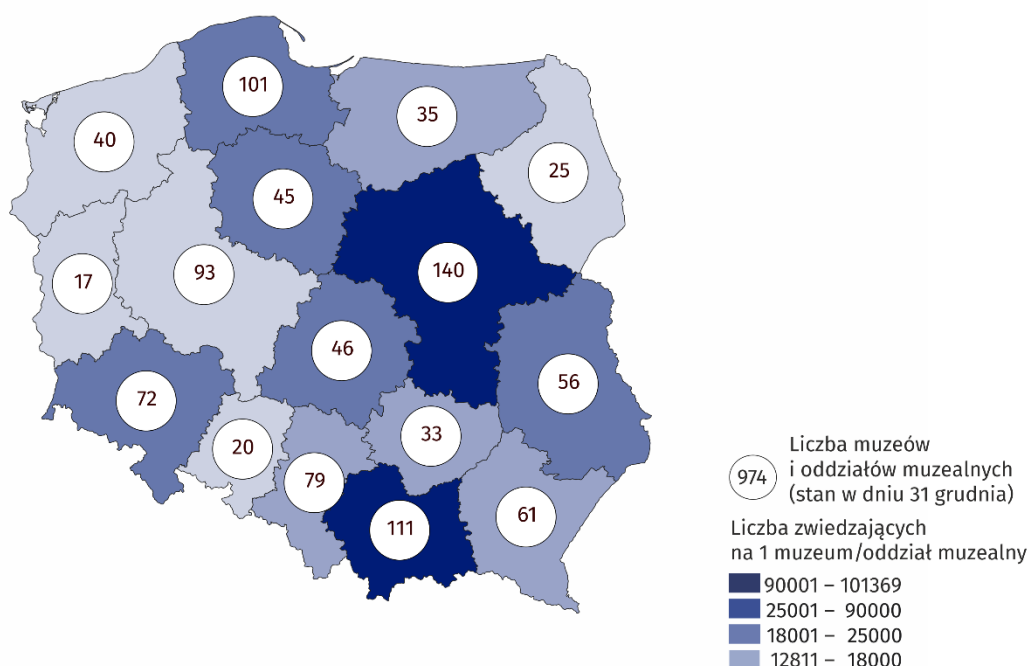 101
35
40
25
45
140
93
17
46
56
72
33
20
79
111
61
974
Liczba muzeów
i oddziałów muzealnych
(stan w dniu 31 grudnia)
Liczba zwiedzających
na 1 muzeum/oddział muzealny
90001 – 101369
25001 – 90000
18001 – 25000
12811 – 18000